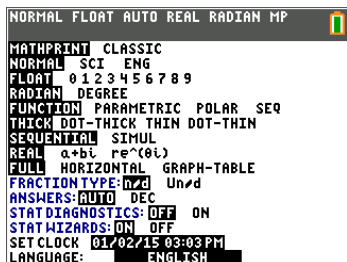 NORMAL FLOAT AUTO REAL RADIAN MP
MATHPRINT CLASSIC
NORMAL SCI ENG
FLOAT 0 1 2 3 4 5 6 7 8 9
RADIAN DEGREE
FUNCTION PARAMETRIC POLAR SEQ
THICK DOT-THICK THIN DOT-THIN
SEQUENTIAL SIMUL
REAL a+bi re^(θi)
FULL HORIZONTAL GRAPH-TABLE
FRACTION TYPE: n/d Un/d
ANSWERS: AUTO DEC
STAT DIAGNOSTICS: OFF ON
STAT WIZARDS: ON OFF
SET CLOCK 01/02/15 03:03 PM
LANGUAGE: ENGLISH